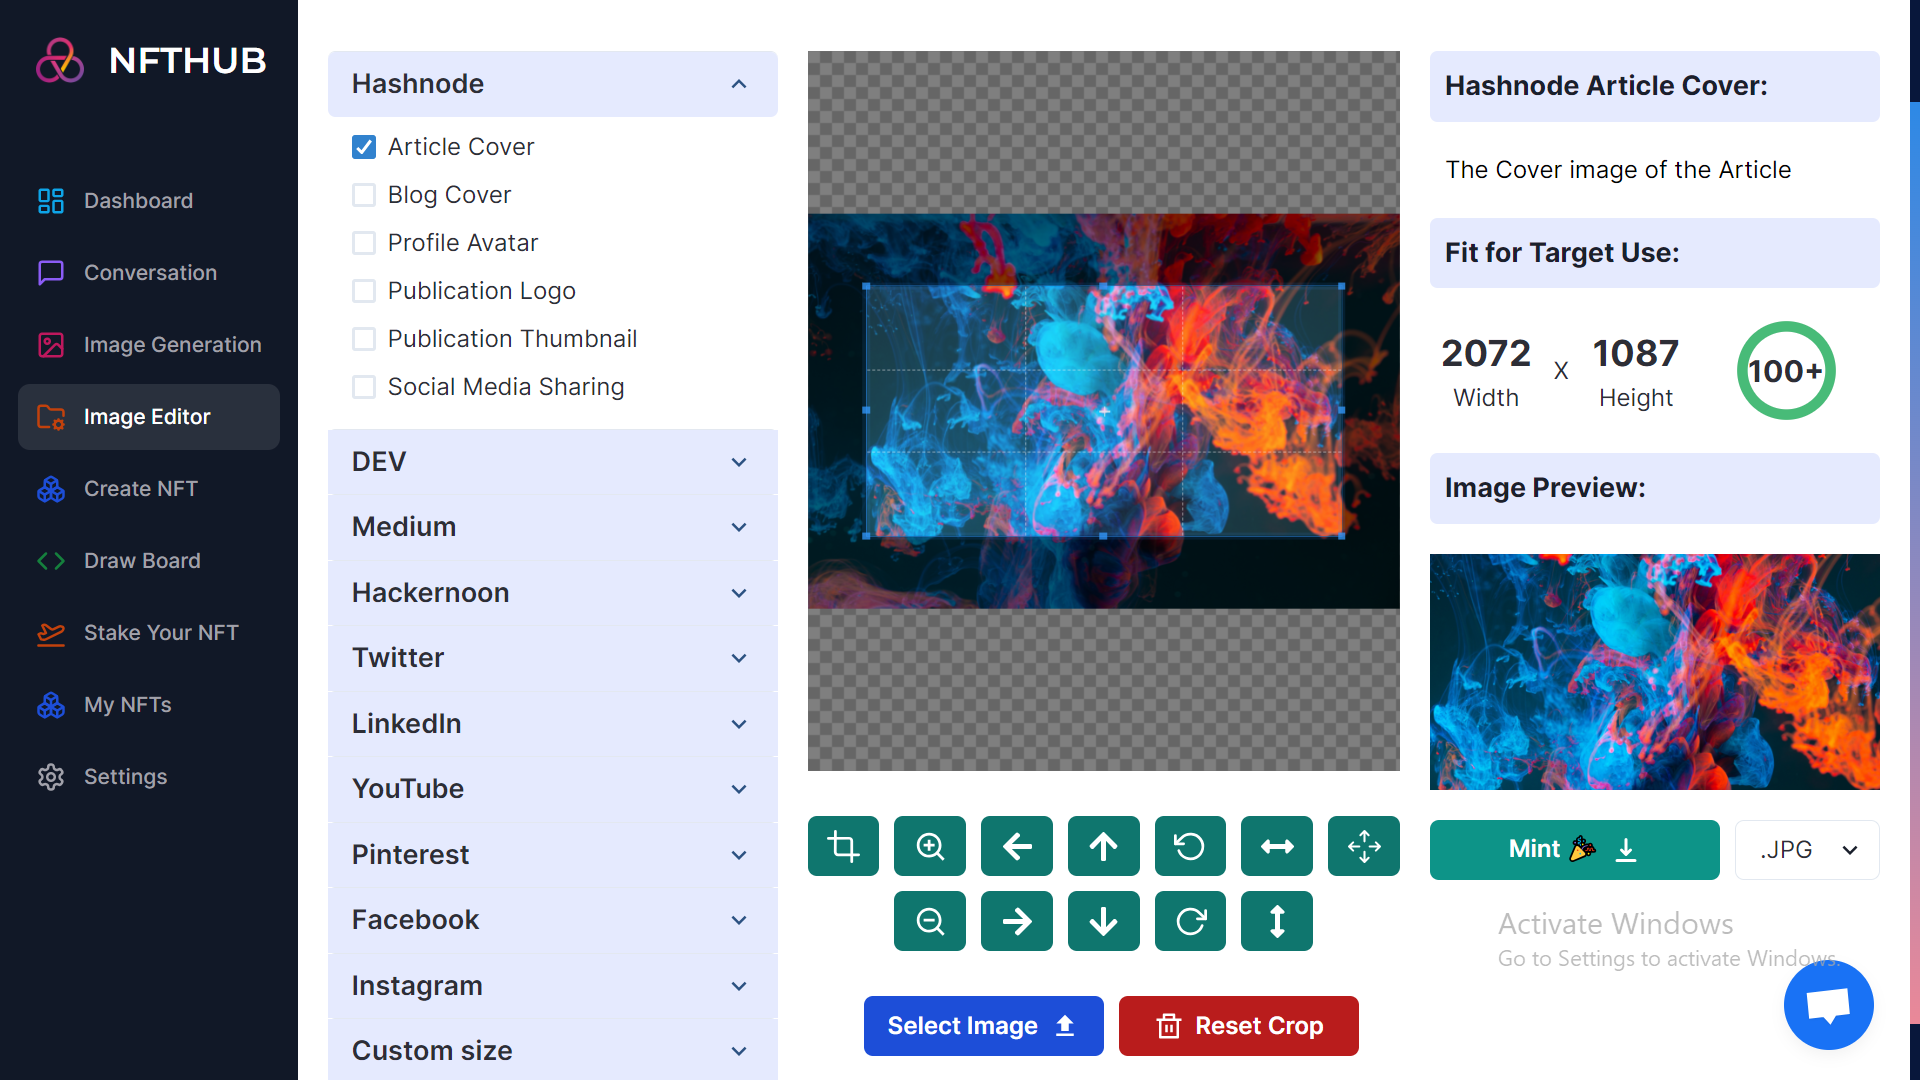 NFTHUB
Dashboard
Conversation
Image Generation
Image Editor
Create NFT
Draw Board
Stake Your NFT
My NFTs
Settings
Hashnode
Article Cover
Blog Cover
Profile Avatar
Publication Logo
Publication Thumbnail
Social Media Sharing
DEV
Medium
Hackernoon
Twitter
LinkedIn
YouTube
Pinterest
Facebook
Instagram
Custom size
Select Image
Reset Crop
Hashnode Article Cover:
The Cover image of the Article
Fit for Target Use:
2072 X 1087 100+
Width Height
Image Preview:
Mint 🎉 .JPG
Activate Windows
Go to Settings to activate Windows.